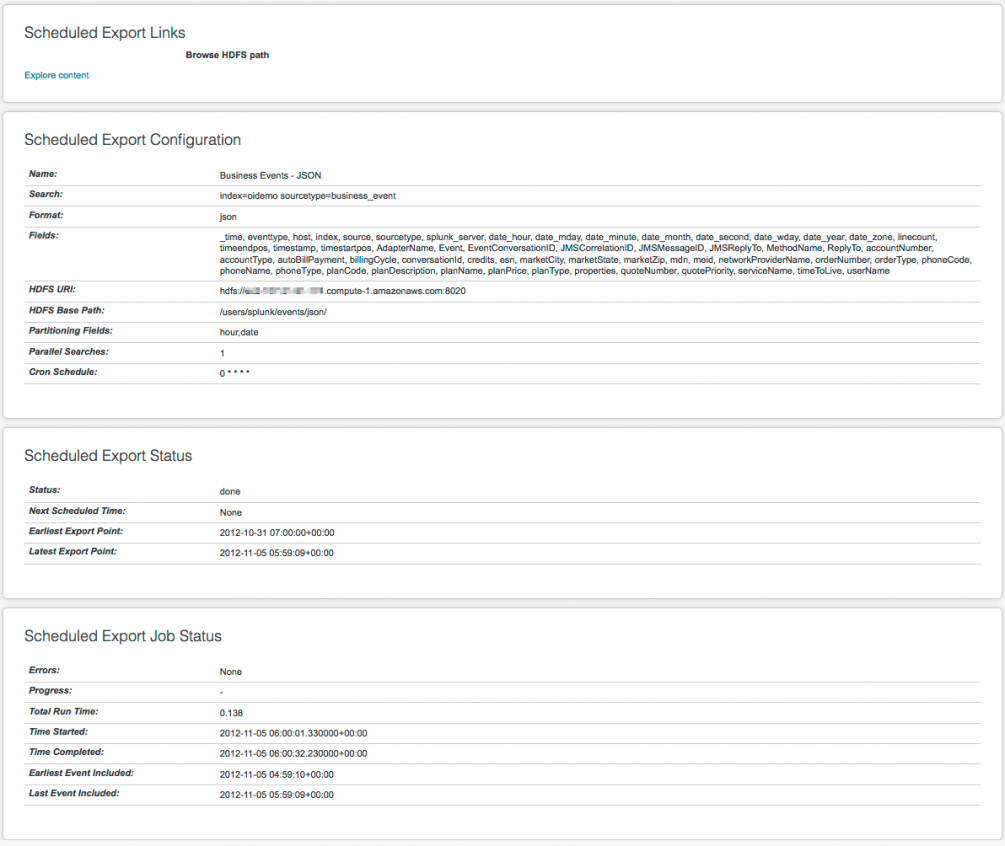 Scheduled Export Links
Browse HDFS path
Explore content
Scheduled Export Configuration
Name: Business Events - JSON
Search: index=oidemo sourcetype=business_event
Format: json
Fields: _time, eventtype, host, index, source, sourcetype, splunk_server, date_hour, date_mday, date_minute, date_month, date_second, date_wday, date_year, date_zone, linecount,
timeendpos, timestamp, timestartpos, AdapterName, Event, EventConversationID, JMSCorrelationID, JMSMessageID, JMSReplyTo, MethodName, ReplyTo, accountNumber,
accountType, autoBillPayment, billingCycle, conversationId, credits, esn, marketCity, marketState, marketZip, mdn, meid, networkProviderName, orderNumber, orderType, phoneCode,
phoneName, phoneType, planCode, planDescription, planName, planPrice, planType, properties, quoteNumber, quotePriority, serviceName, timeToLive, userName
HDFS URI: hdfs:// .compute-1.amazonaws.com:8020
HDFS Base Path: /users/splunk/events/json/
Partitioning Fields: hour,date
Parallel Searches: 1
Cron Schedule: 0 * * * *
Scheduled Export Status
Status: done
Next Scheduled Time: None
Earliest Export Point: 2012-10-31 07:00:00+00:00
Latest Export Point: 2012-11-05 05:59:09+00:00
Scheduled Export Job Status
Errors: None
Progress: -
Total Run Time: 0.138
Time Started: 2012-11-05 06:00:01.330000+00:00
Time Completed: 2012-11-05 06:00:32.230000+00:00
Earliest Event Included: 2012-11-05 04:59:10+00:00
Last Event Included: 2012-11-05 05:59:09+00:00